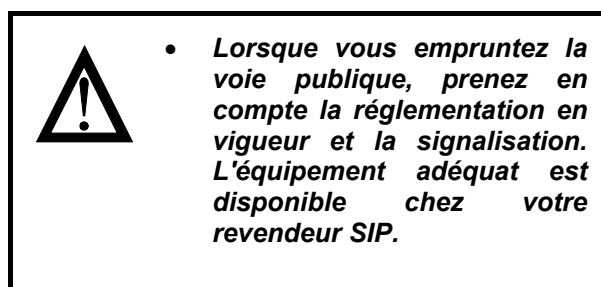 • Lorsque vous empruntez la
voie publique, prenez en
compte la réglementation en
vigueur et la signalisation.
L'équipement adéquat est
disponible chez votre
revendeur SIP.